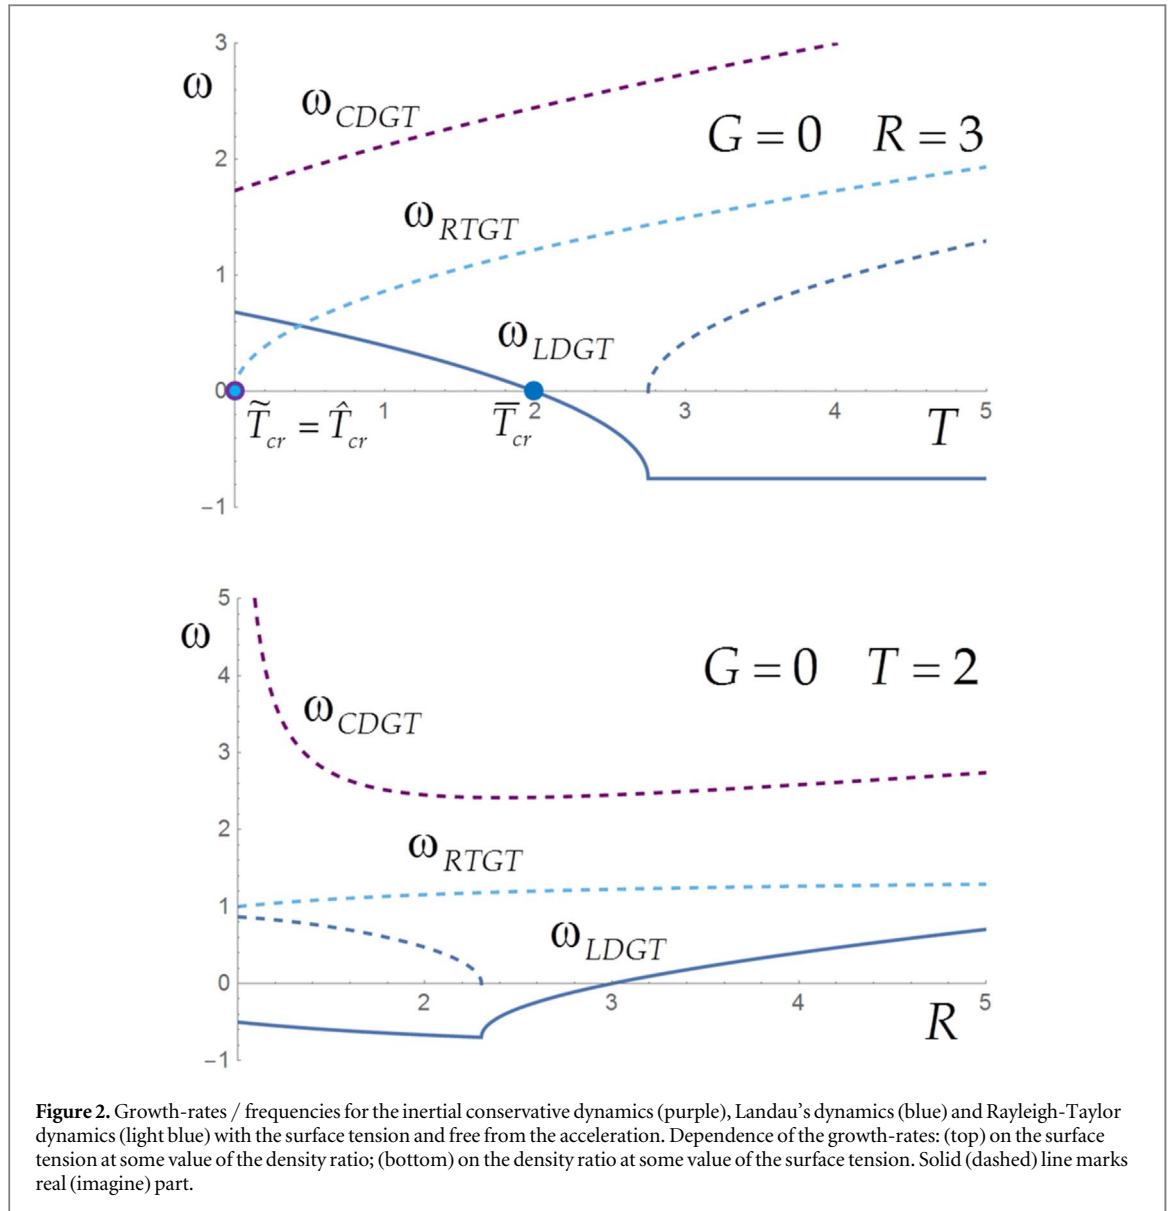 3
ω
ω_CDGT
G = 0 R = 3
2
ω_RTGT
1
ω_LDGT
0
1 2 3 4 5
T̃_cr = T̂_cr
T̄_cr
T
−1
5
ω
G = 0 T = 2
4
ω_CDGT
3
2
ω_RTGT
1
ω_LDGT
0
2 3 4 5
R
−1
Figure 2. Growth-rates / frequencies for the inertial conservative dynamics (purple), Landau's dynamics (blue) and Rayleigh-Taylor
dynamics (light blue) with the surface tension and free from the acceleration. Dependence of the growth-rates: (top) on the surface
tension at some value of the density ratio; (bottom) on the density ratio at some value of the surface tension. Solid (dashed) line marks
real (imagine) part.